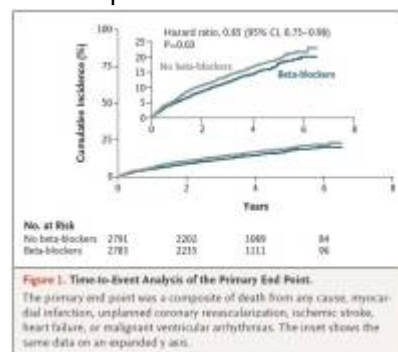 Hazard ratio, 0.85 (95% CI, 0.75–0.98)
P=0.03
No beta-blockers
Beta-blockers
25
20
15
10
5
0
0 2 4 6 8
Cumulative Incidence (%)
100
75
50
25
0
0 2 4 6 8
Years
No. at Risk
No beta-blockers 2791 2202 1069 84
Beta-blockers 2783 2235 1111 96
Figure 1. Time-to-Event Analysis of the Primary End Point.
The primary end point was a composite of death from any cause, myocar-
dial infarction, unplanned coronary revascularization, ischemic stroke,
heart failure, or malignant ventricular arrhythmias. The inset shows the
same data on an expanded y axis.